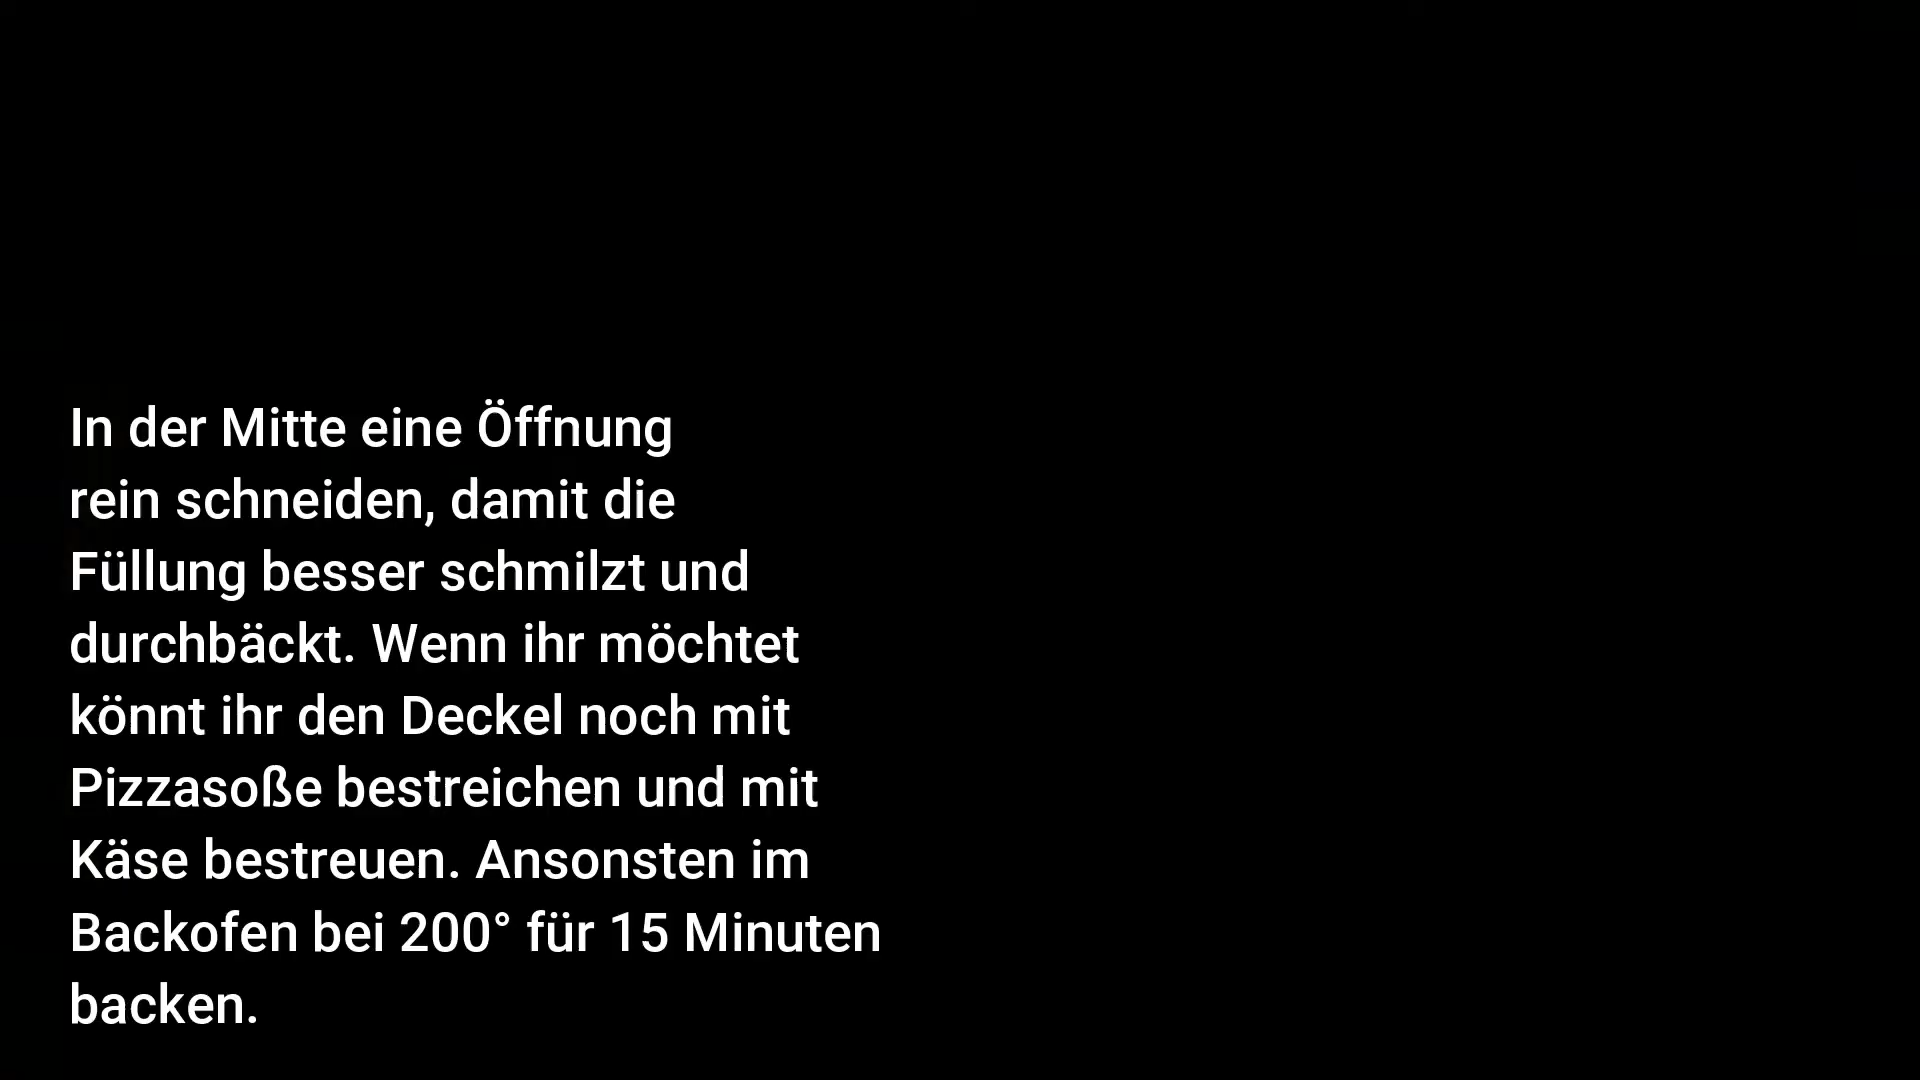 In der Mitte eine Öffnung
rein schneiden, damit die
Füllung besser schmilzt und
durchbäckt. Wenn ihr möchtet
könnt ihr den Deckel noch mit
Pizzasoße bestreichen und mit
Käse bestreuen. Ansonsten im
Backofen bei 200° für 15 Minuten
backen.